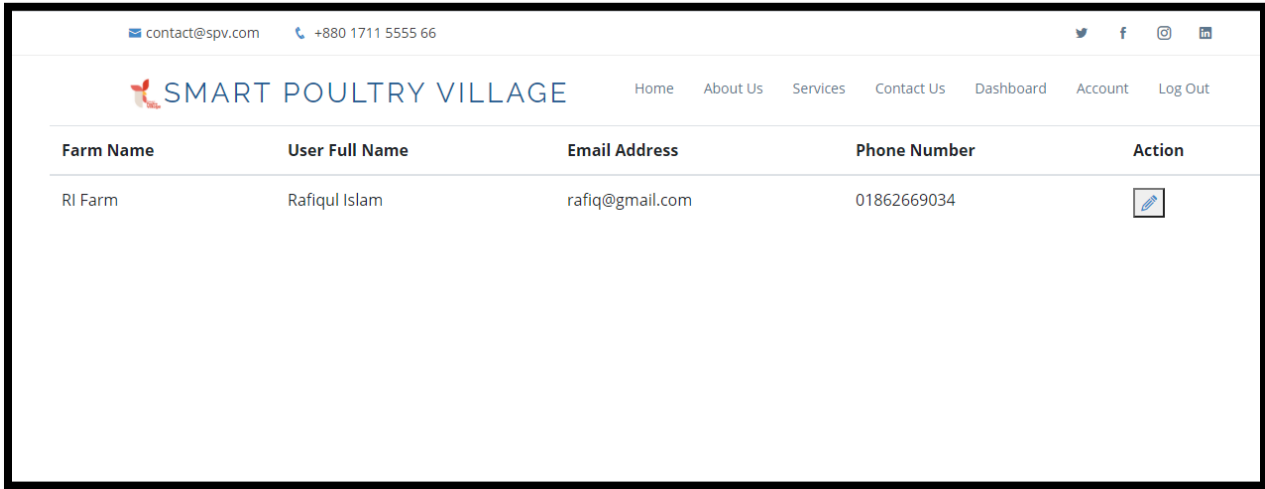 contact@spv.com +880 1711 5555 66
SMART POULTRY VILLAGE Home About Us Services Contact Us Dashboard Account Log Out
Farm Name User Full Name Email Address Phone Number Action
RI Farm Rafiqul Islam rafiq@gmail.com 01862669034